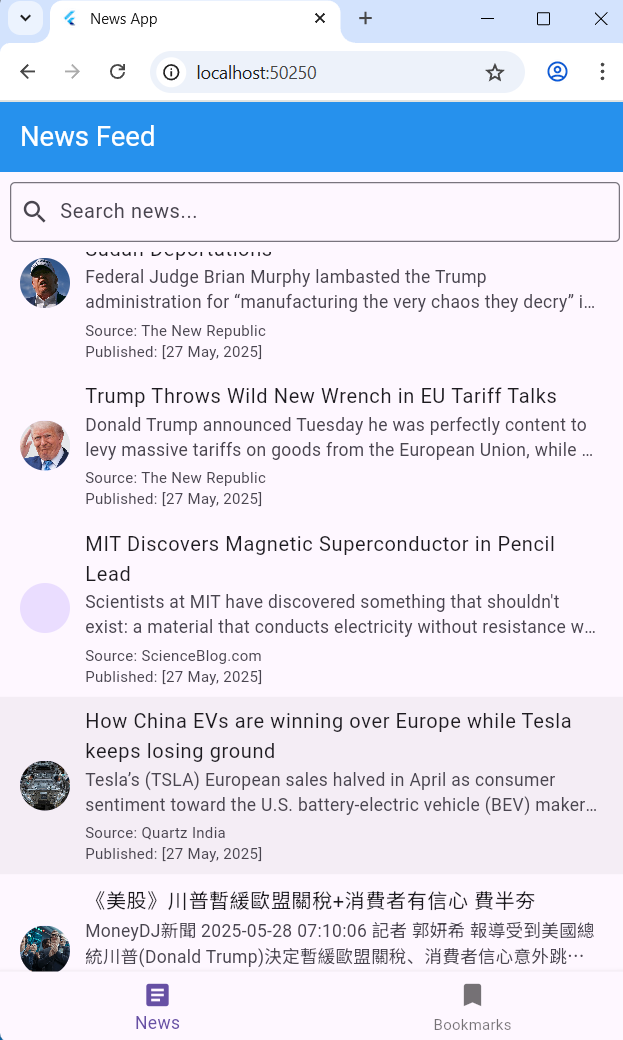 News App
localhost:50250
News Feed
Search news...
Sudan Deportations
Federal Judge Brian Murphy lambasted the Trump
administration for “manufacturing the very chaos they decry” i…
Source: The New Republic
Published: [27 May, 2025]
Trump Throws Wild New Wrench in EU Tariff Talks
Donald Trump announced Tuesday he was perfectly content to
levy massive tariffs on goods from the European Union, while …
Source: The New Republic
Published: [27 May, 2025]
MIT Discovers Magnetic Superconductor in Pencil
Lead
Scientists at MIT have discovered something that shouldn't
exist: a material that conducts electricity without resistance w…
Source: ScienceBlog.com
Published: [27 May, 2025]
How China EVs are winning over Europe while Tesla
keeps losing ground
Tesla’s (TSLA) European sales halved in April as consumer
sentiment toward the U.S. battery-electric vehicle (BEV) maker…
Source: Quartz India
Published: [27 May, 2025]
《美股》川普暫緩歐盟關稅+消費者有信心 費半夯
MoneyDJ新聞 2025-05-28 07:10:06 記者 郭妍希 報導受到美國總
統川普(Donald Trump)決定暫緩歐盟關稅、消費者信心意外跳…
News
Bookmarks